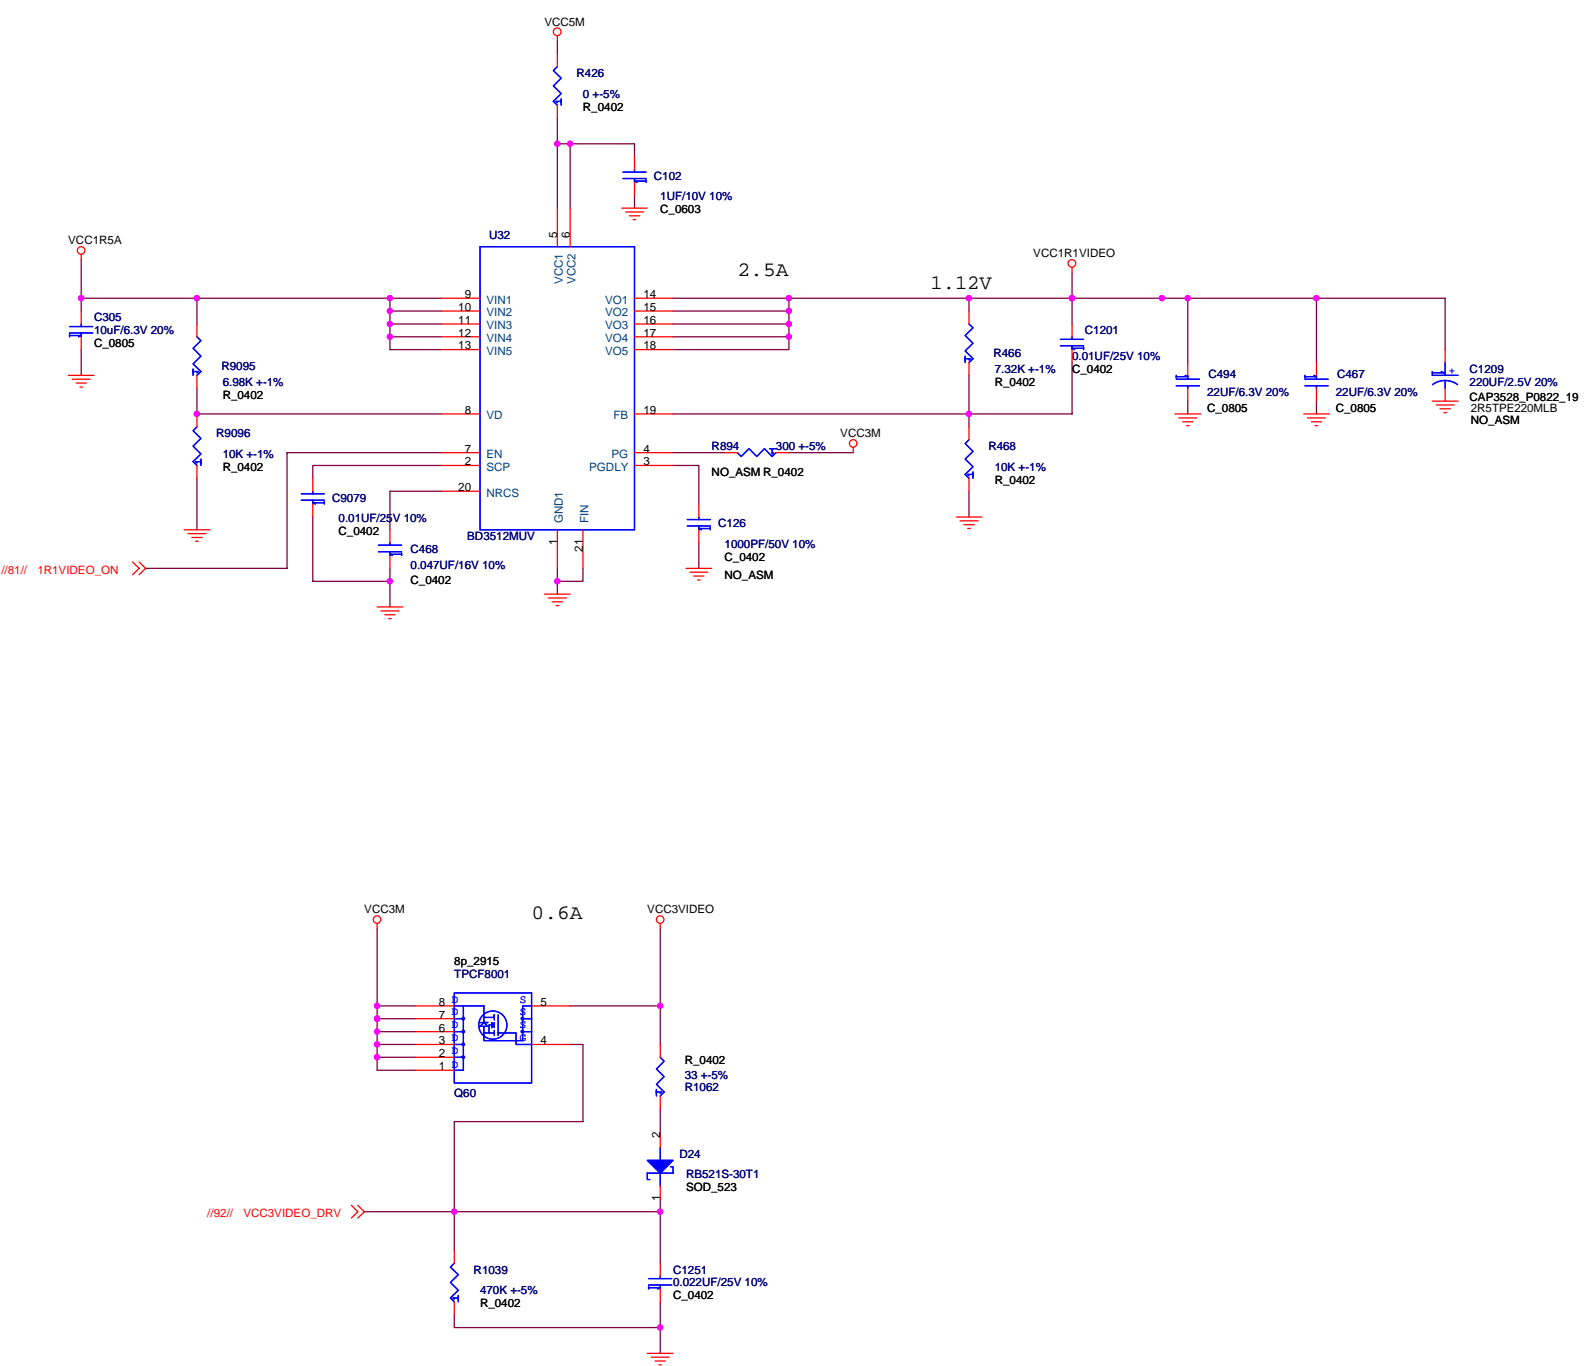 VCC5M
R426
0 +-5%
R_0402
C102
1UF/10V 10%
C_0603
VCC1R5A
U32
5
6
VCC1
VCC2
2.5A
1.12V
VCC1R1VIDEO
C305
10uF/6.3V 20%
C_0805
9
10
11
12
13
VIN1
VIN2
VIN3
VIN4
VIN5
VO1
VO2
VO3
VO4
VO5
14
15
16
17
18
R9095
6.98K +-1%
R_0402
R466
7.32K +-1%
R_0402
C1201
0.01UF/25V 10%
C_0402
C494
22UF/6.3V 20%
C_0805
C467
22UF/6.3V 20%
C_0805
+
C1209
220UF/2.5V 20%
CAP3528_P0822_19
2R5TPE220MLB
NO_ASM
8
VD
FB
19
R9096
10K +-1%
R_0402
7
2
20
EN
SCP
NRCS
PG
PGDLY
4
3
R894
300 +-5%
NO_ASM R_0402
VCC3M
R468
10K +-1%
R_0402
C9079
0.01UF/25V 10%
C_0402
GND1
FIN
BD3512MUV
1
21
C468
0.047UF/16V 10%
C_0402
C126
1000PF/50V 10%
C_0402
NO_ASM
//81// 1R1VIDEO_ON
VCC3M
0.6A
VCC3VIDEO
8p_2915
TPCF8001
8
7
6
3
2
1
D
D
D
D
D
D
S
S
S
S
G
5
4
Q60
R_0402
33 +-5%
R1062
2
D24
RB521S-30T1
SOD_523
1
//92// VCC3VIDEO_DRV
R1039
470K +-5%
R_0402
C1251
0.022UF/25V 10%
C_0402